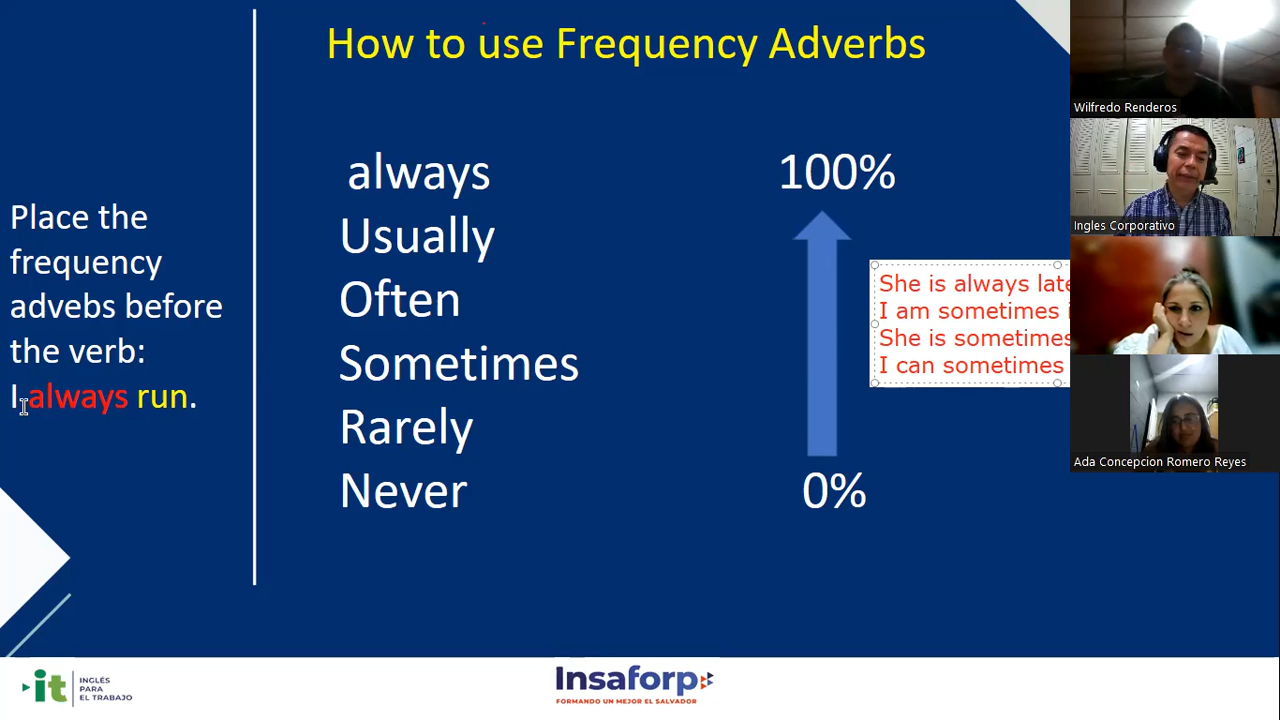 How to use Frequency Adverbs
Place the
frequency
advebs before
the verb:
I always run.
always
Usually
Often
Sometimes
Rarely
Never
100%
0%
She is always late
I am sometimes
She is sometimes
I can sometimes
Wilfredo Renderos
Ingles Corporativo
Ada Concepcion Romero Reyes
it
INGLÉS
PARA
EL TRABAJO
Insaforp
FORMANDO UN MEJOR EL SALVADOR